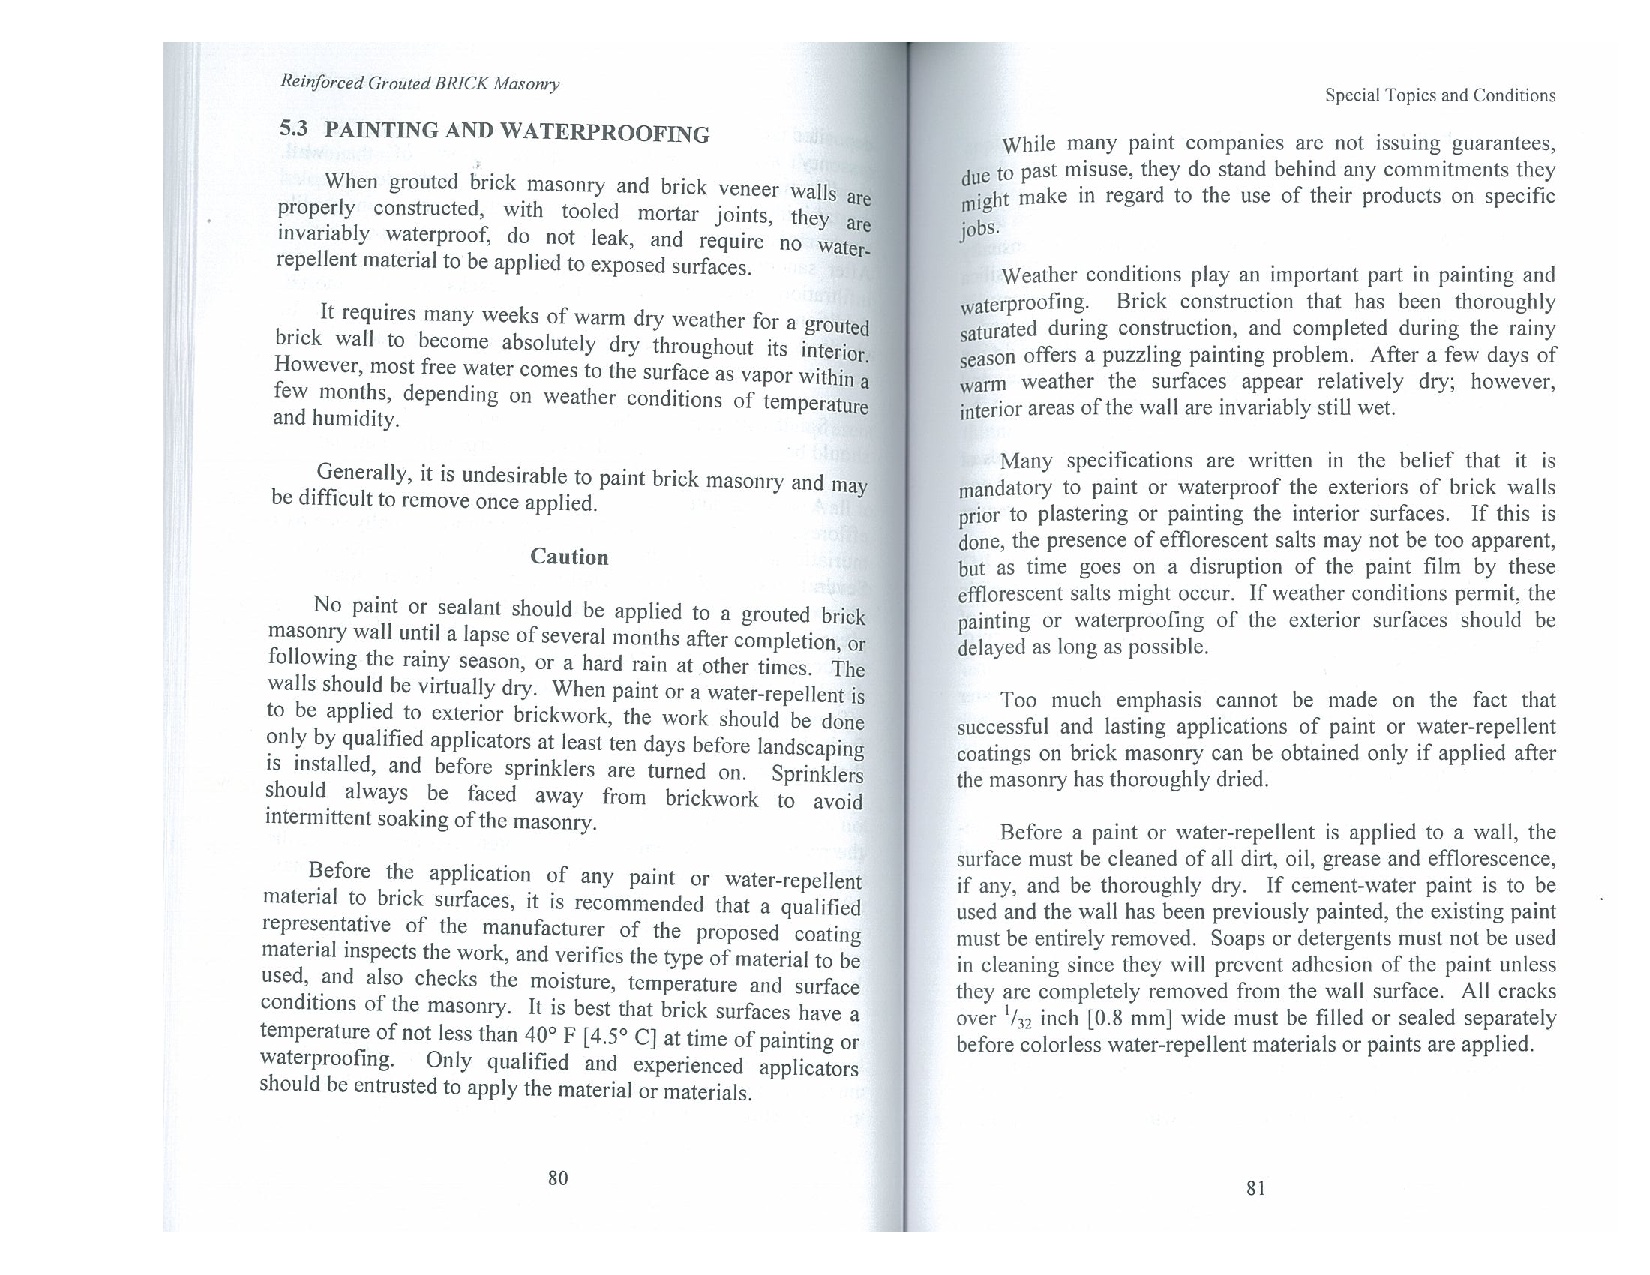 Reinforced Grouted BRICK Masonry
5.3 PAINTING AND WATERPROOFING
When grouted brick masonry and brick veneer walls are
properly constructed, with tooled mortar joints, they are
invariably waterproof, do not leak, and require no water-
repellent material to be applied to exposed surfaces.
It requires many weeks of warm dry weather for a grouted
brick wall to become absolutely dry throughout its interior.
However, most free water comes to the surface as vapor within a
few months, depending on weather conditions of temperature
and humidity.
Generally, it is undesirable to paint brick masonry and may
be difficult to remove once applied.
Caution
No paint or sealant should be applied to a grouted brick
masonry wall until a lapse of several months after completion, or
following the rainy season, or a hard rain at other times. The
walls should be virtually dry. When paint or a water-repellent is
to be applied to exterior brickwork, the work should be done
only by qualified applicators at least ten days before landscaping
is installed, and before sprinklers are turned on. Sprinklers
should always be faced away from brickwork to avoid
intermittent soaking of the masonry.
Before the application of any paint or water-repellent
material to brick surfaces, it is recommended that a qualified
representative of the manufacturer of the proposed coating
material inspects the work, and verifies the type of material to be
used, and also checks the moisture, temperature and surface
conditions of the masonry. It is best that brick surfaces have a
temperature of not less than 40° F [4.5° C] at time of painting or
waterproofing. Only qualified and experienced applicators
should be entrusted to apply the material or materials.
80
Special Topics and Conditions
While many paint companies are not issuing guarantees,
due to past misuse, they do stand behind any commitments they
might make in regard to the use of their products on specific
jobs.
Weather conditions play an important part in painting and
waterproofing. Brick construction that has been thoroughly
saturated during construction, and completed during the rainy
season offers a puzzling painting problem. After a few days of
warm weather the surfaces appear relatively dry; however,
interior areas of the wall are invariably still wet.
Many specifications are written in the belief that it is
mandatory to paint or waterproof the exteriors of brick walls
prior to plastering or painting the interior surfaces. If this is
done, the presence of efflorescent salts may not be too apparent,
but as time goes on a disruption of the paint film by these
efflorescent salts might occur. If weather conditions permit, the
painting or waterproofing of the exterior surfaces should be
delayed as long as possible.
Too much emphasis cannot be made on the fact that
successful and lasting applications of paint or water-repellent
coatings on brick masonry can be obtained only if applied after
the masonry has thoroughly dried.
Before a paint or water-repellent is applied to a wall, the
surface must be cleaned of all dirt, oil, grease and efflorescence,
if any, and be thoroughly dry. If cement-water paint is to be
used and the wall has been previously painted, the existing paint
must be entirely removed. Soaps or detergents must not be used
in cleaning since they will prevent adhesion of the paint unless
they are completely removed from the wall surface. All cracks
over 1/32 inch [0.8 mm] wide must be filled or sealed separately
before colorless water-repellent materials or paints are applied.
81